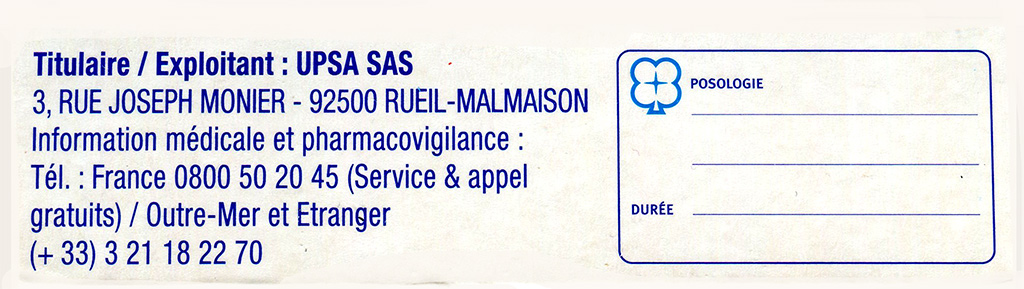 Titulaire / Exploitant : UPSA SAS
3, RUE JOSEPH MONIER - 92500 RUEIL-MALMAISON
Information médicale et pharmacovigilance :
Tél. : France 0800 50 20 45 (Service & appel
gratuits) / Outre-Mer et Etranger
(+ 33) 3 21 18 22 70
POSOLOGIE
DURÉE